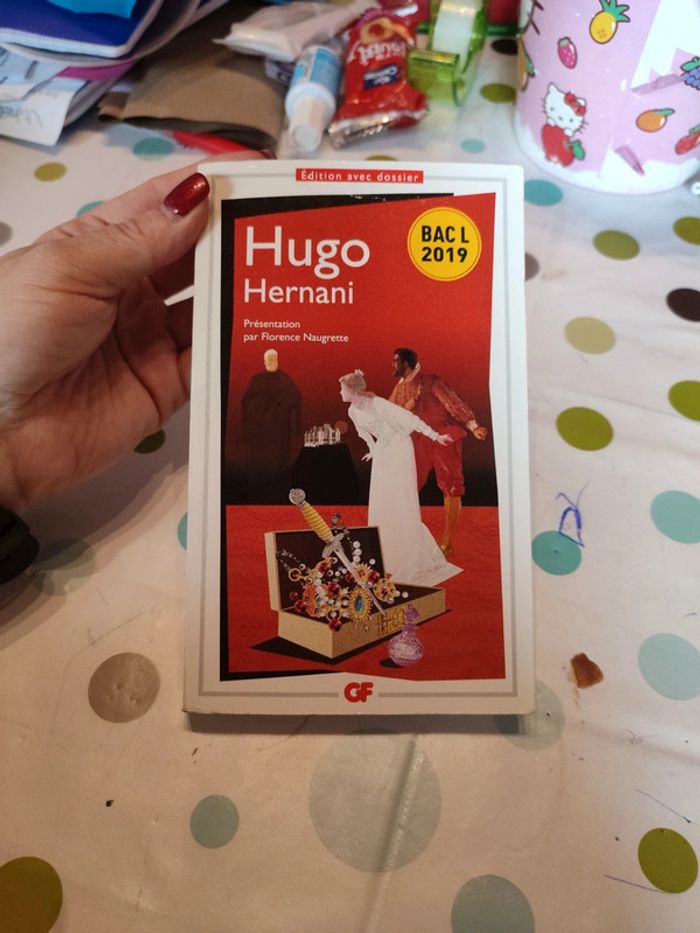 Édition avec dossier
BAC L
2019
Hugo
Hernani
Présentation
par Florence Naugrette
GF